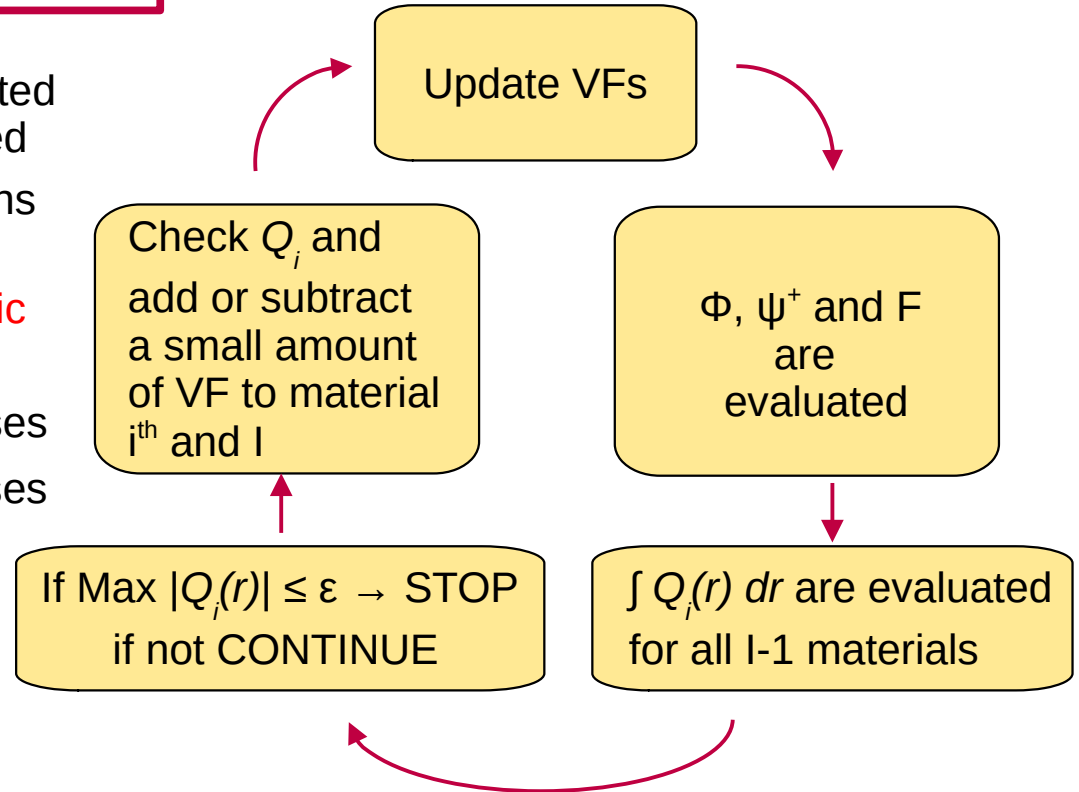 Update VFs
Check Qᵢ and
add or subtract
a small amount
of VF to material
iᵗʰ and I
Φ, ψ⁺ and F
are
evaluated
If Max |Qᵢ(r)| ≤ ε → STOP
if not CONTINUE
∫ Qᵢ(r) dr are evaluated
for all I-1 materials